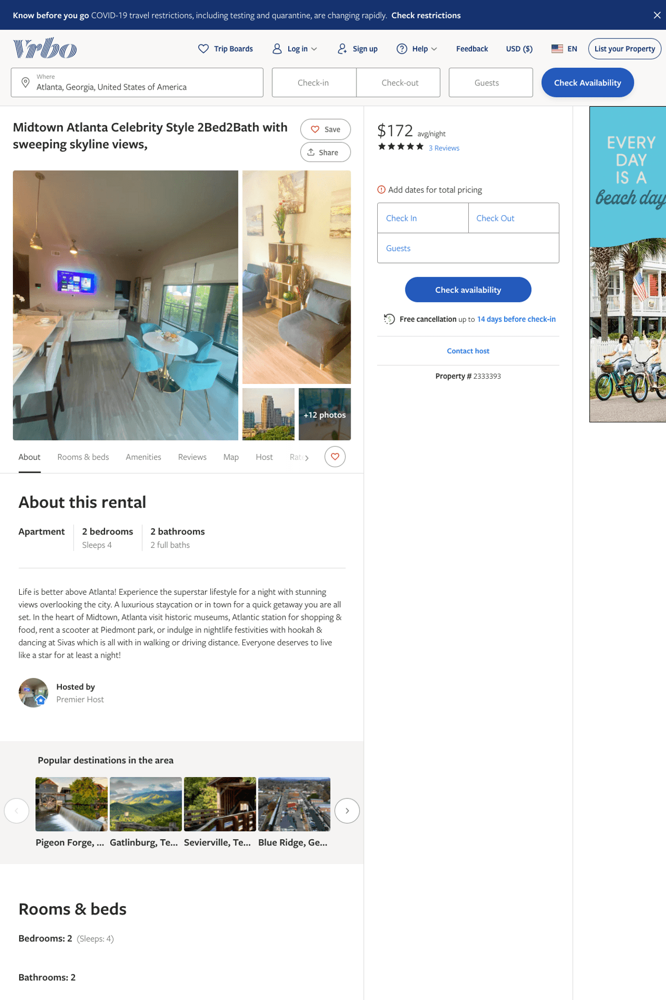 Know before you go COVID-19 travel restrictions, including testing and quarantine, are changing rapidly. Check restrictions
Vrbo
Trip Boards
Log in
Sign up
Help
Feedback
USD ($)
EN
List your Property
Where
Atlanta, Georgia, United States of America
Check-in
Check-out
Guests
Check Availability
Midtown Atlanta Celebrity Style 2Bed2Bath with
sweeping skyline views,
Save
Share
+12 photos
$172 avg/night
3 Reviews
Add dates for total pricing
Check In
Check Out
Guests
Check availability
Free cancellation up to 14 days before check-in
Contact host
Property # 2333393
EVERY
DAY
IS A
beach day
About
Rooms & beds
Amenities
Reviews
Map
Host
About this rental
Apartment
2 bedrooms
Sleeps 4
2 bathrooms
2 full baths
Life is better above Atlanta! Experience the superstar lifestyle for a night with stunning
views overlooking the city. A luxurious staycation or in town for a quick getaway you are all
set. In the heart of Midtown, Atlanta visit historic museums, Atlantic station for shopping &
food, rent a scooter at Piedmont park, or indulge in nightlife festivities with hookah &
dancing at Sivas which is all with in walking or driving distance. Everyone deserves to live
like a star for at least a night!
Hosted by
Premier Host
Popular destinations in the area
Pigeon Forge, ...
Gatlinburg, Te...
Sevierville, Te...
Blue Ridge, Ge...
Rooms & beds
Bedrooms: 2 (Sleeps: 4)
Bathrooms: 2